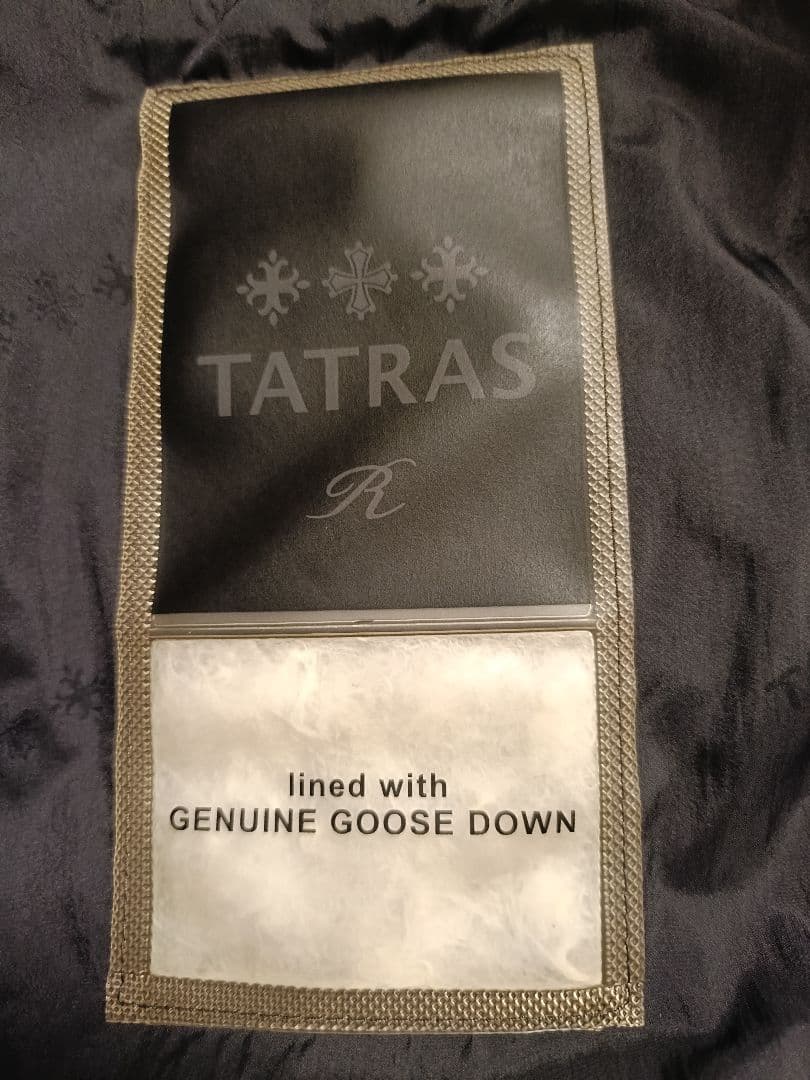 TATRAS
R
lined with
GENUINE GOOSE DOWN